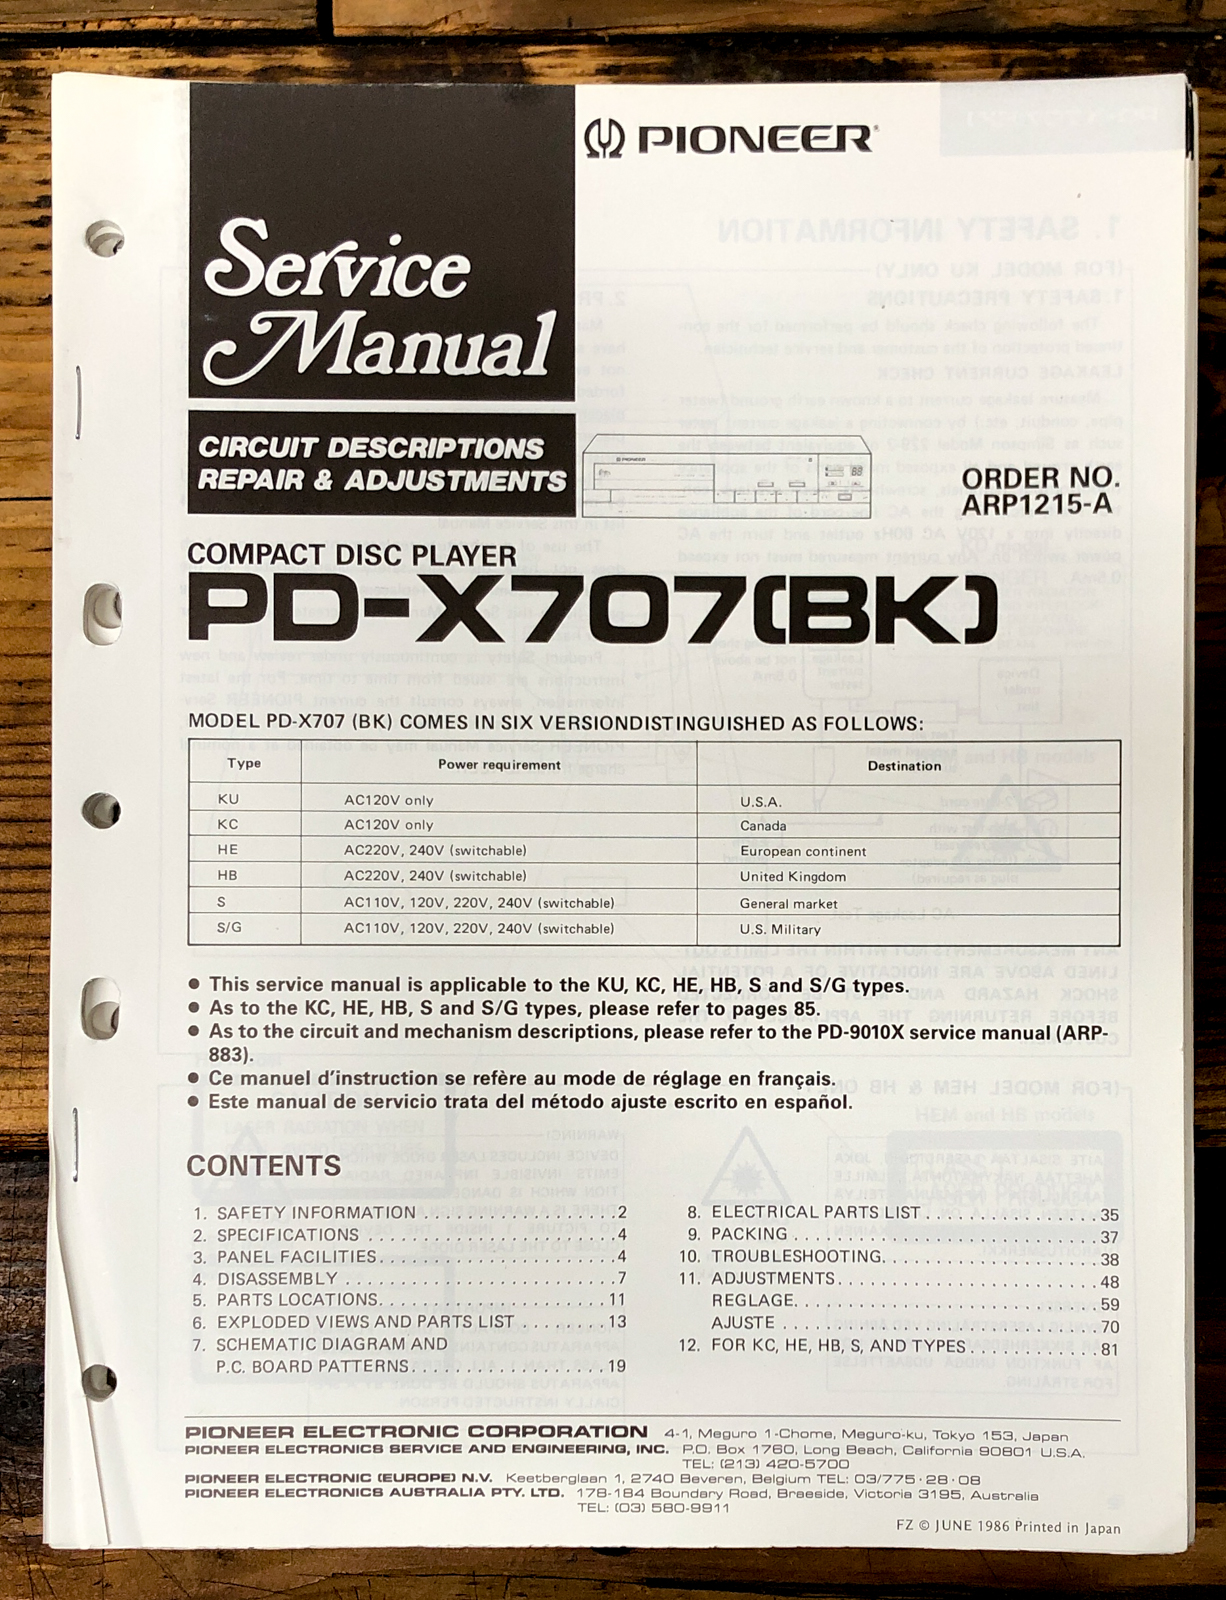 PIONEER
Service
Manual
CIRCUIT DESCRIPTIONS
REPAIR & ADJUSTMENTS
PIONEER
ORDER NO.
ARP1215-A
COMPACT DISC PLAYER
PD-X707(BK)
MODEL PD-X707 (BK) COMES IN SIX VERSIONDISTINGUISHED AS FOLLOWS:
Type Power requirement Destination
KU AC120V only U.S.A.
KC AC120V only Canada
HE AC220V, 240V (switchable) European continent
HB AC220V, 240V (switchable) United Kingdom
S AC110V, 120V, 220V, 240V (switchable) General market
S/G AC110V, 120V, 220V, 240V (switchable) U.S. Military
● This service manual is applicable to the KU, KC, HE, HB, S and S/G types.
● As to the KC, HE, HB, S and S/G types, please refer to pages 85.
● As to the circuit and mechanism descriptions, please refer to the PD-9010X service manual (ARP-
883).
● Ce manuel d'instruction se refère au mode de réglage en français.
● Este manual de servicio trata del método ajuste escrito en español.
CONTENTS
1. SAFETY INFORMATION . . . . . . . . . . . . . . . . . . 2
2. SPECIFICATIONS . . . . . . . . . . . . . . . . . . . . . . . 4
3. PANEL FACILITIES. . . . . . . . . . . . . . . . . . . . . . 4
4. DISASSEMBLY . . . . . . . . . . . . . . . . . . . . . . . . . 7
5. PARTS LOCATIONS. . . . . . . . . . . . . . . . . . . . . 11
6. EXPLODED VIEWS AND PARTS LIST . . . . . . . . 13
7. SCHEMATIC DIAGRAM AND
P.C. BOARD PATTERNS. . . . . . . . . . . . . . . . . . 19
8. ELECTRICAL PARTS LIST . . . . . . . . . . . . . . . . 35
9. PACKING . . . . . . . . . . . . . . . . . . . . . . . . . . . . 37
10. TROUBLESHOOTING. . . . . . . . . . . . . . . . . . . . 38
11. ADJUSTMENTS. . . . . . . . . . . . . . . . . . . . . . . . 48
REGLAGE. . . . . . . . . . . . . . . . . . . . . . . . . . . . 59
AJUSTE . . . . . . . . . . . . . . . . . . . . . . . . . . . . . 70
12. FOR KC, HE, HB, S, AND TYPES. . . . . . . . . . . . 81
PIONEER ELECTRONIC CORPORATION 4-1, Meguro 1-Chome, Meguro-ku, Tokyo 153, Japan
PIONEER ELECTRONICS SERVICE AND ENGINEERING, INC. P.O. Box 1760, Long Beach, California 90801 U.S.A.
TEL: (213) 420-5700
PIONEER ELECTRONIC (EUROPE) N.V. Keetberglaan 1, 2740 Beveren, Belgium TEL: 03/775·28·08
PIONEER ELECTRONICS AUSTRALIA PTY. LTD. 178-184 Boundary Road, Braeside, Victoria 3195, Australia
TEL: (03) 580-9911
FZ © JUNE 1986 Printed in Japan